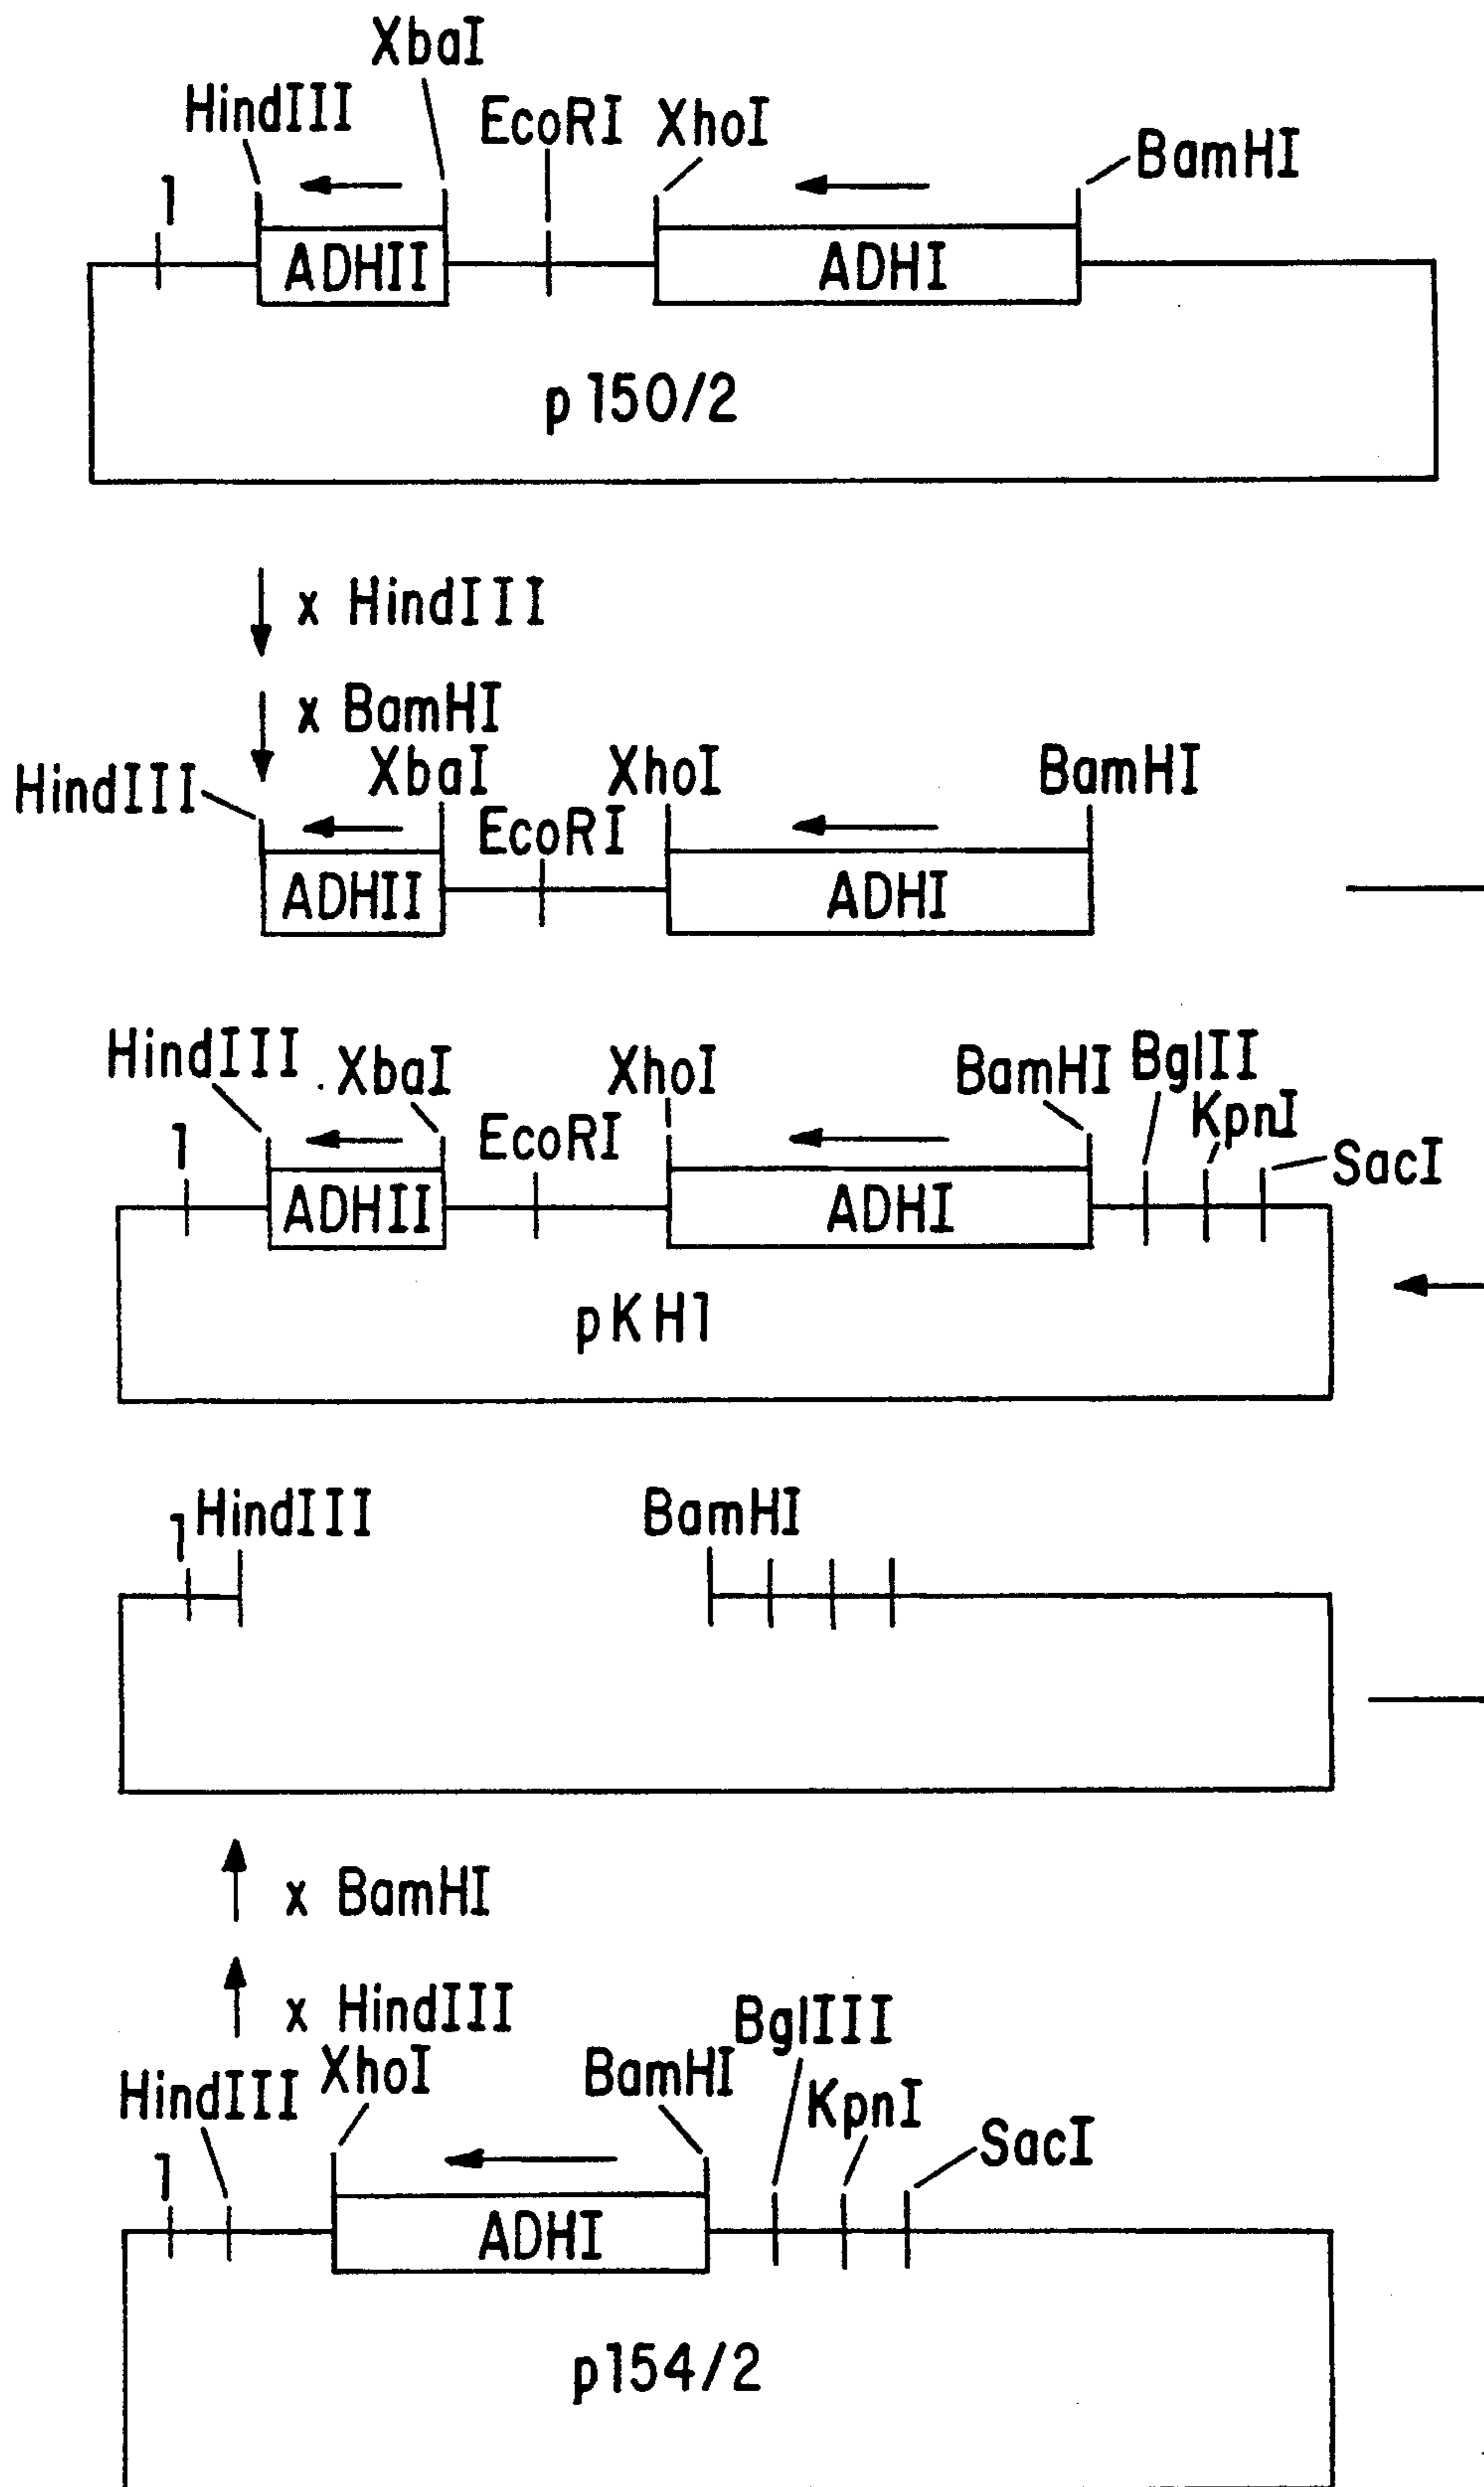 XbaI
HindIII
EcoRI
XhoI
BamHI
1
ADHII
ADHI
p150/2
x HindIII
x BamHI
HindIII
XbaI
XhoI
BamHI
EcoRI
ADHII
ADHI
HindIII
XbaI
XhoI
BamHI
BglII
KpnI
SacI
1
EcoRI
ADHII
ADHI
pKH1
1
HindIII
BamHI
x BamHI
x HindIII
HindIII
XhoI
BamHI
BglIII
KpnI
SacI
1
ADHI
p154/2